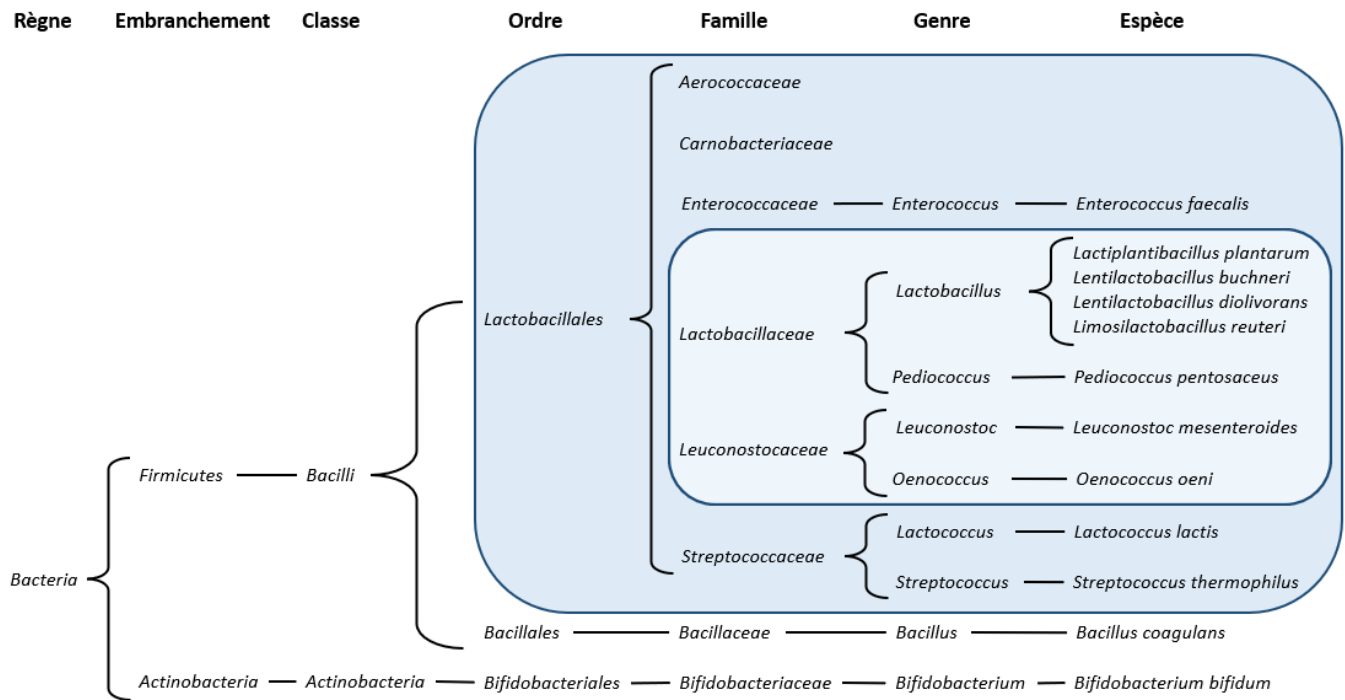 Règne Embranchement Classe Ordre Famille Genre Espèce
Aerococcaceae
Carnobacteriaceae
Enterococcaceae Enterococcus Enterococcus faecalis
Lactiplantibacillus plantarum
Lentilactobacillus buchneri
Lactobacillus
Lentilactobacillus diolivorans
Lactobacillales
Limosilactobacillus reuteri
Lactobacillaceae
Pediococcus Pediococcus pentosaceus
Leuconostoc Leuconostoc mesenteroides
Leuconostocaceae
Firmicutes Bacilli Oenococcus Oenococcus oeni
Lactococcus Lactococcus lactis
Streptococcaceae
Bacteria Streptococcus Streptococcus thermophilus
Bacillales Bacillaceae Bacillus Bacillus coagulans
Actinobacteria Actinobacteria Bifidobacteriales Bifidobacteriaceae Bifidobacterium Bifidobacterium bifidum